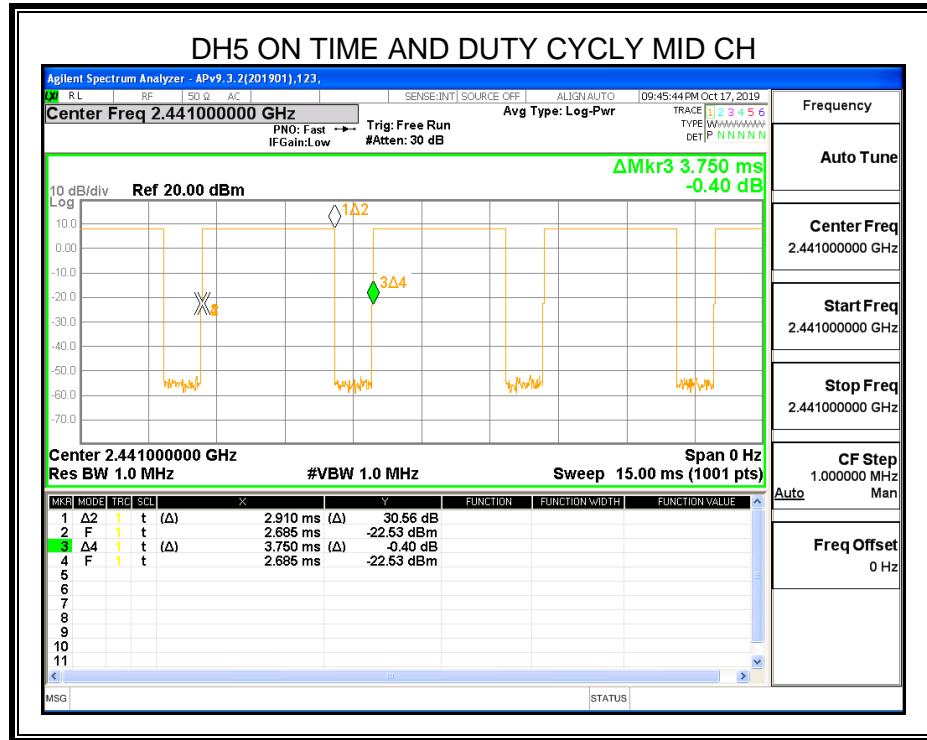 DH5 ON TIME AND DUTY CYCLY MID CH
Agilent Spectrum Analyzer - APv9.3.2(201901),123,
LXI RL RF 50 Ω AC SENSE:INT SOURCE OFF ALIGN AUTO 09:45:44 PM Oct 17, 2019
Center Freq 2.441000000 GHz
PNO: Fast
IFGain:Low
Trig: Free Run
#Atten: 30 dB
Avg Type: Log-Pwr
TRACE 1 2 3 4 5 6
TYPE WWWWWW
DET P N N N N N
ΔMkr3 3.750 ms
-0.40 dB
10 dB/div Ref 20.00 dBm
Log
10.0
0.00
-10.0
-20.0
-30.0
-40.0
-50.0
-60.0
-70.0
1Δ2
3Δ4
Center 2.441000000 GHz Span 0 Hz
Res BW 1.0 MHz #VBW 1.0 MHz Sweep 15.00 ms (1001 pts)
MKR MODE TRC SCL X Y FUNCTION FUNCTION WIDTH FUNCTION VALUE
1 Δ2 1 t (Δ) 2.910 ms (Δ) 30.56 dB
2 F 1 t 2.685 ms -22.53 dBm
3 Δ4 1 t (Δ) 3.750 ms (Δ) -0.40 dB
4 F 1 t 2.685 ms -22.53 dBm
5
6
7
8
9
10
11
MSG STATUS
Frequency
Auto Tune
Center Freq
2.441000000 GHz
Start Freq
2.441000000 GHz
Stop Freq
2.441000000 GHz
CF Step
1.000000 MHz
Auto Man
Freq Offset
0 Hz